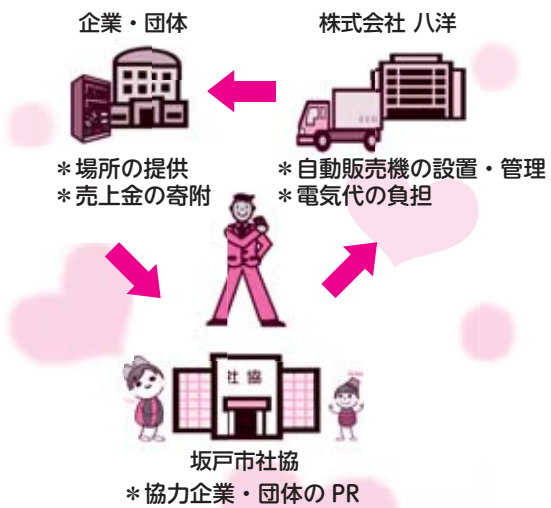 企業・団体
株式会社 八洋
＊場所の提供
＊売上金の寄附
＊自動販売機の設置・管理
＊電気代の負担
社 協
坂戸市社協
＊協力企業・団体の PR